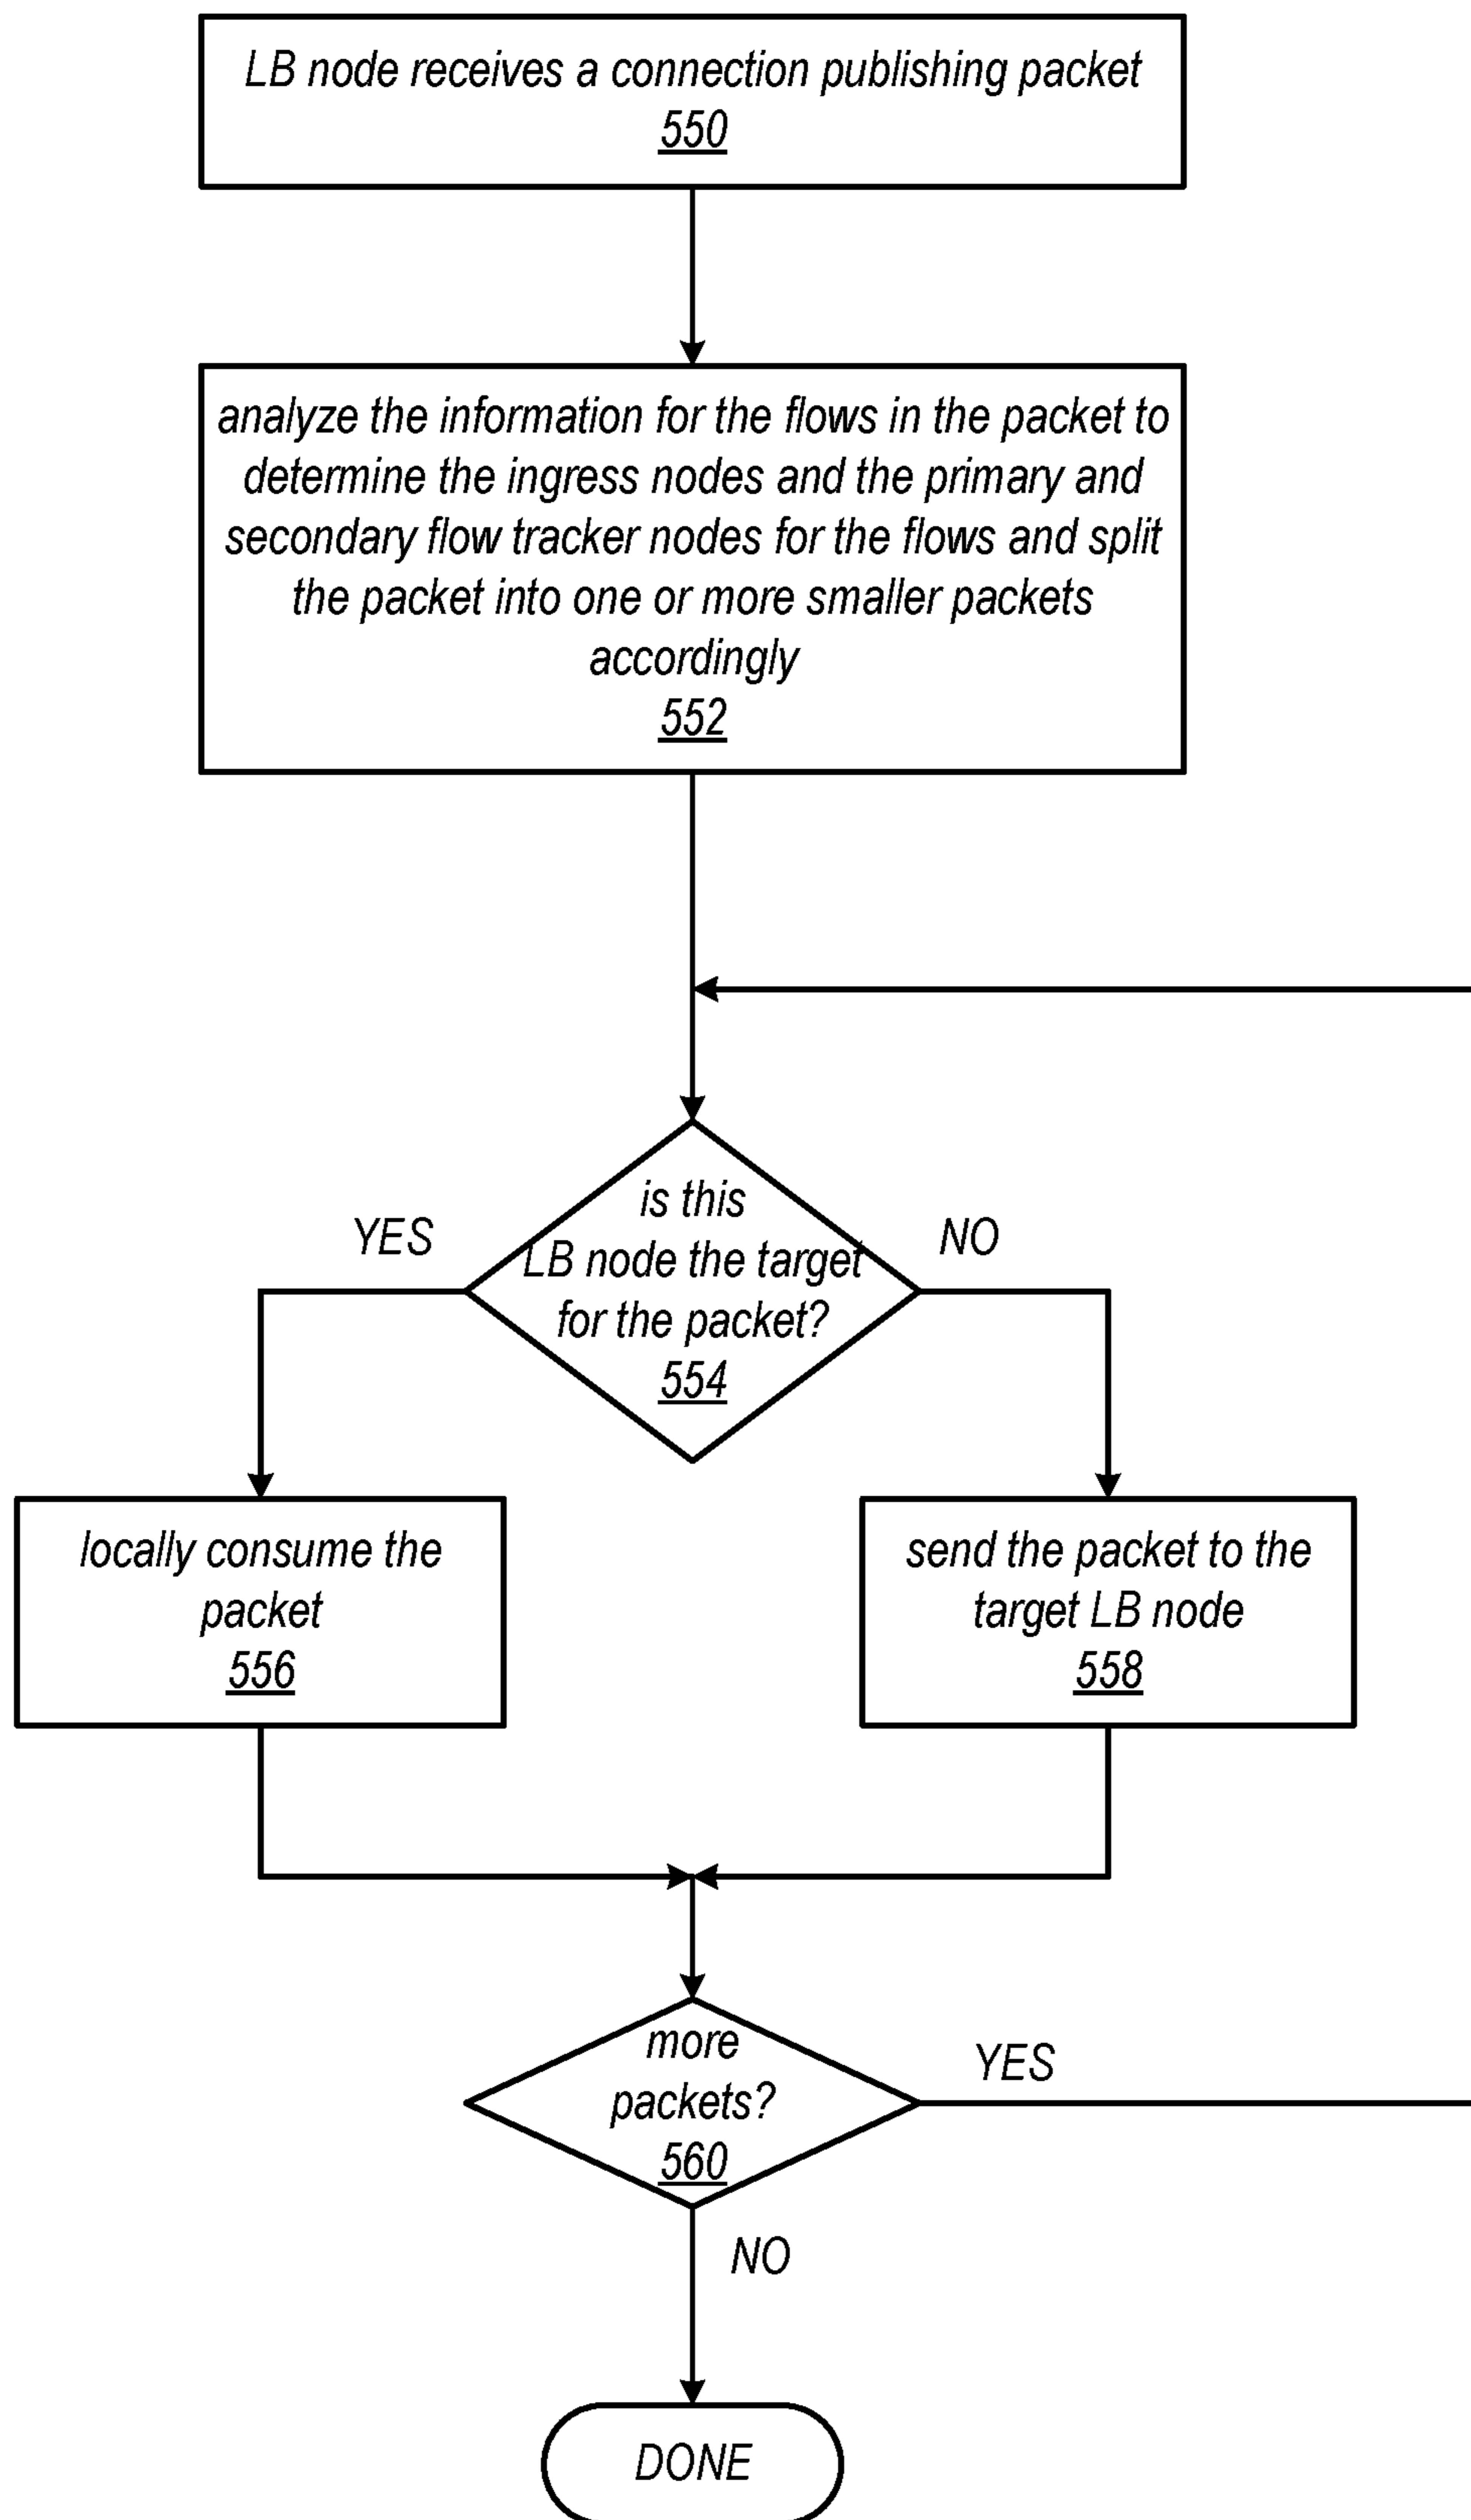 LB node receives a connection publishing packet
550
analyze the information for the flows in the packet to
determine the ingress nodes and the primary and
secondary flow tracker nodes for the flows and split
the packet into one or more smaller packets
accordingly
552
is this
LB node the target
for the packet?
554
YES
NO
locally consume the
packet
556
send the packet to the
target LB node
558
more
packets?
560
YES
NO
DONE